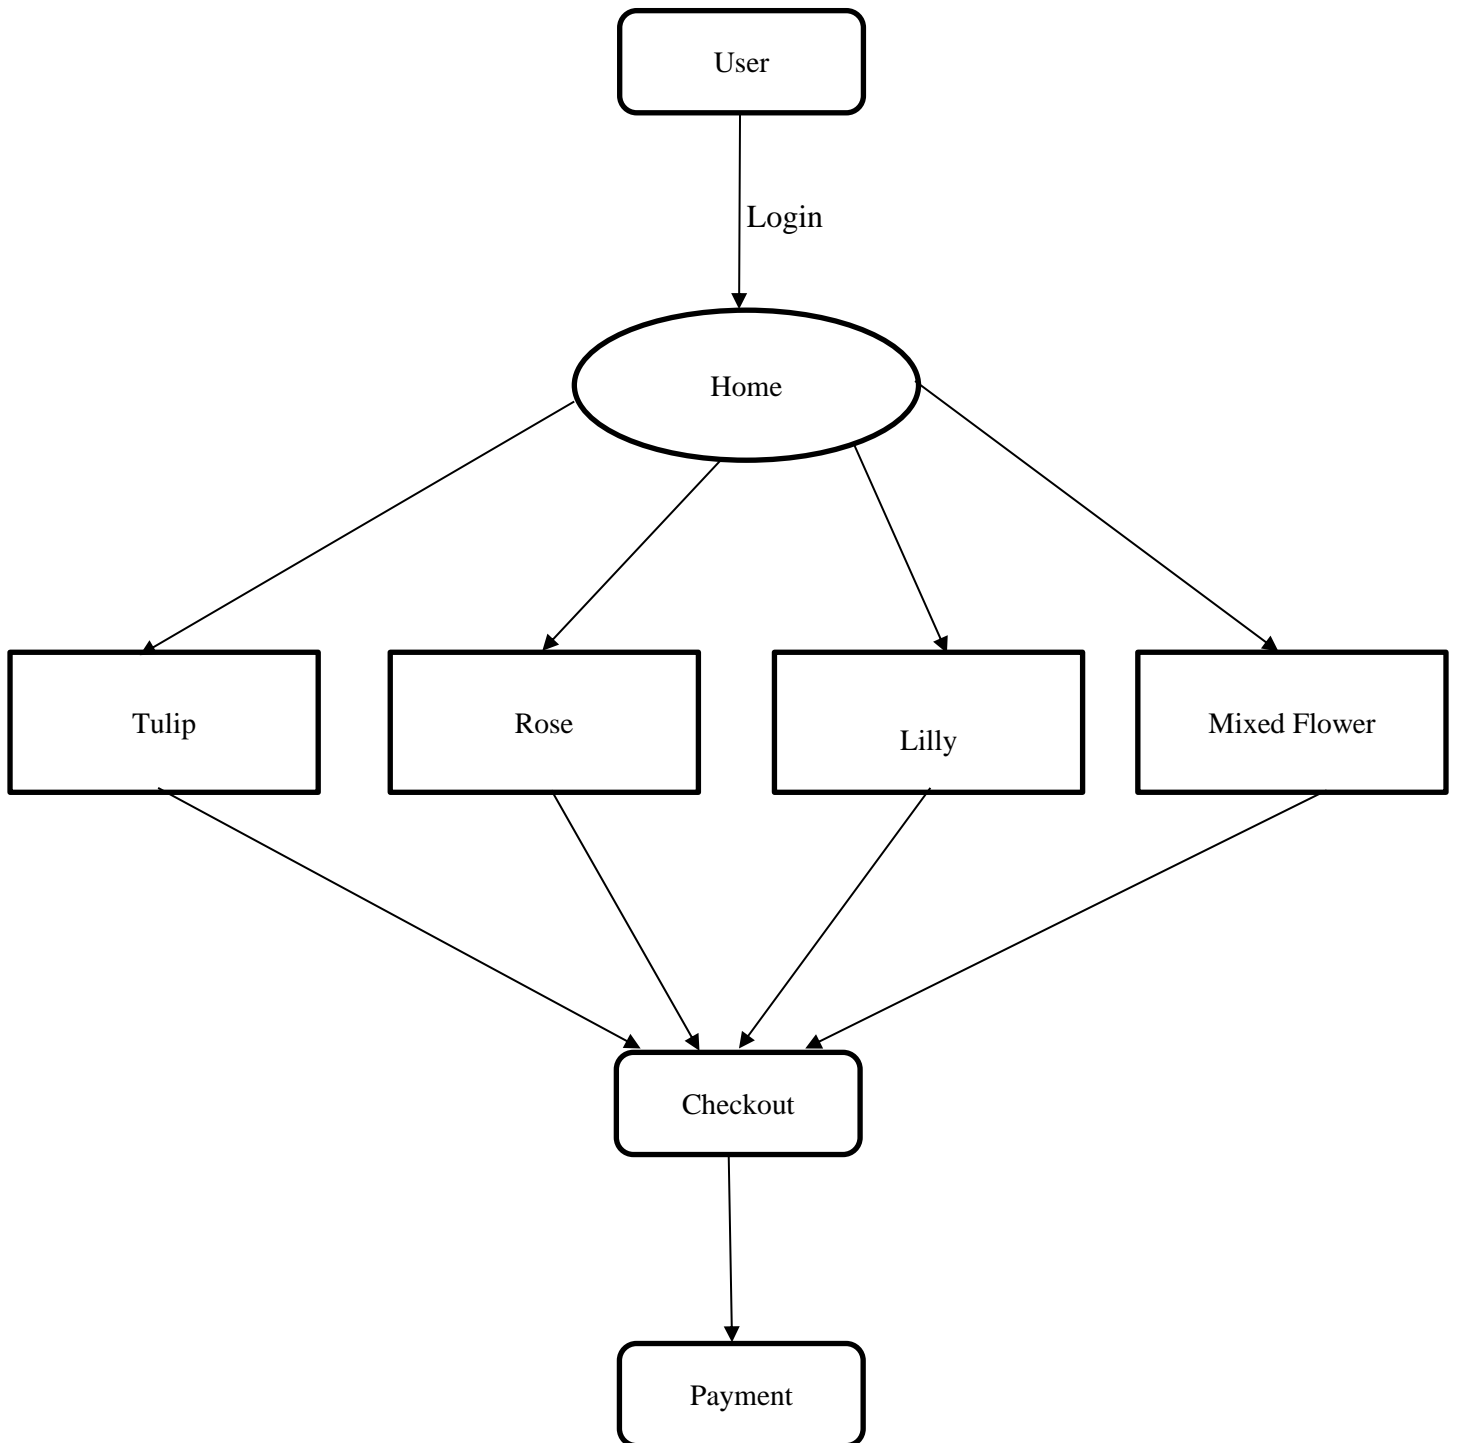 User
Login
Home
Tulip
Rose
Lilly
Mixed Flower
Checkout
Payment